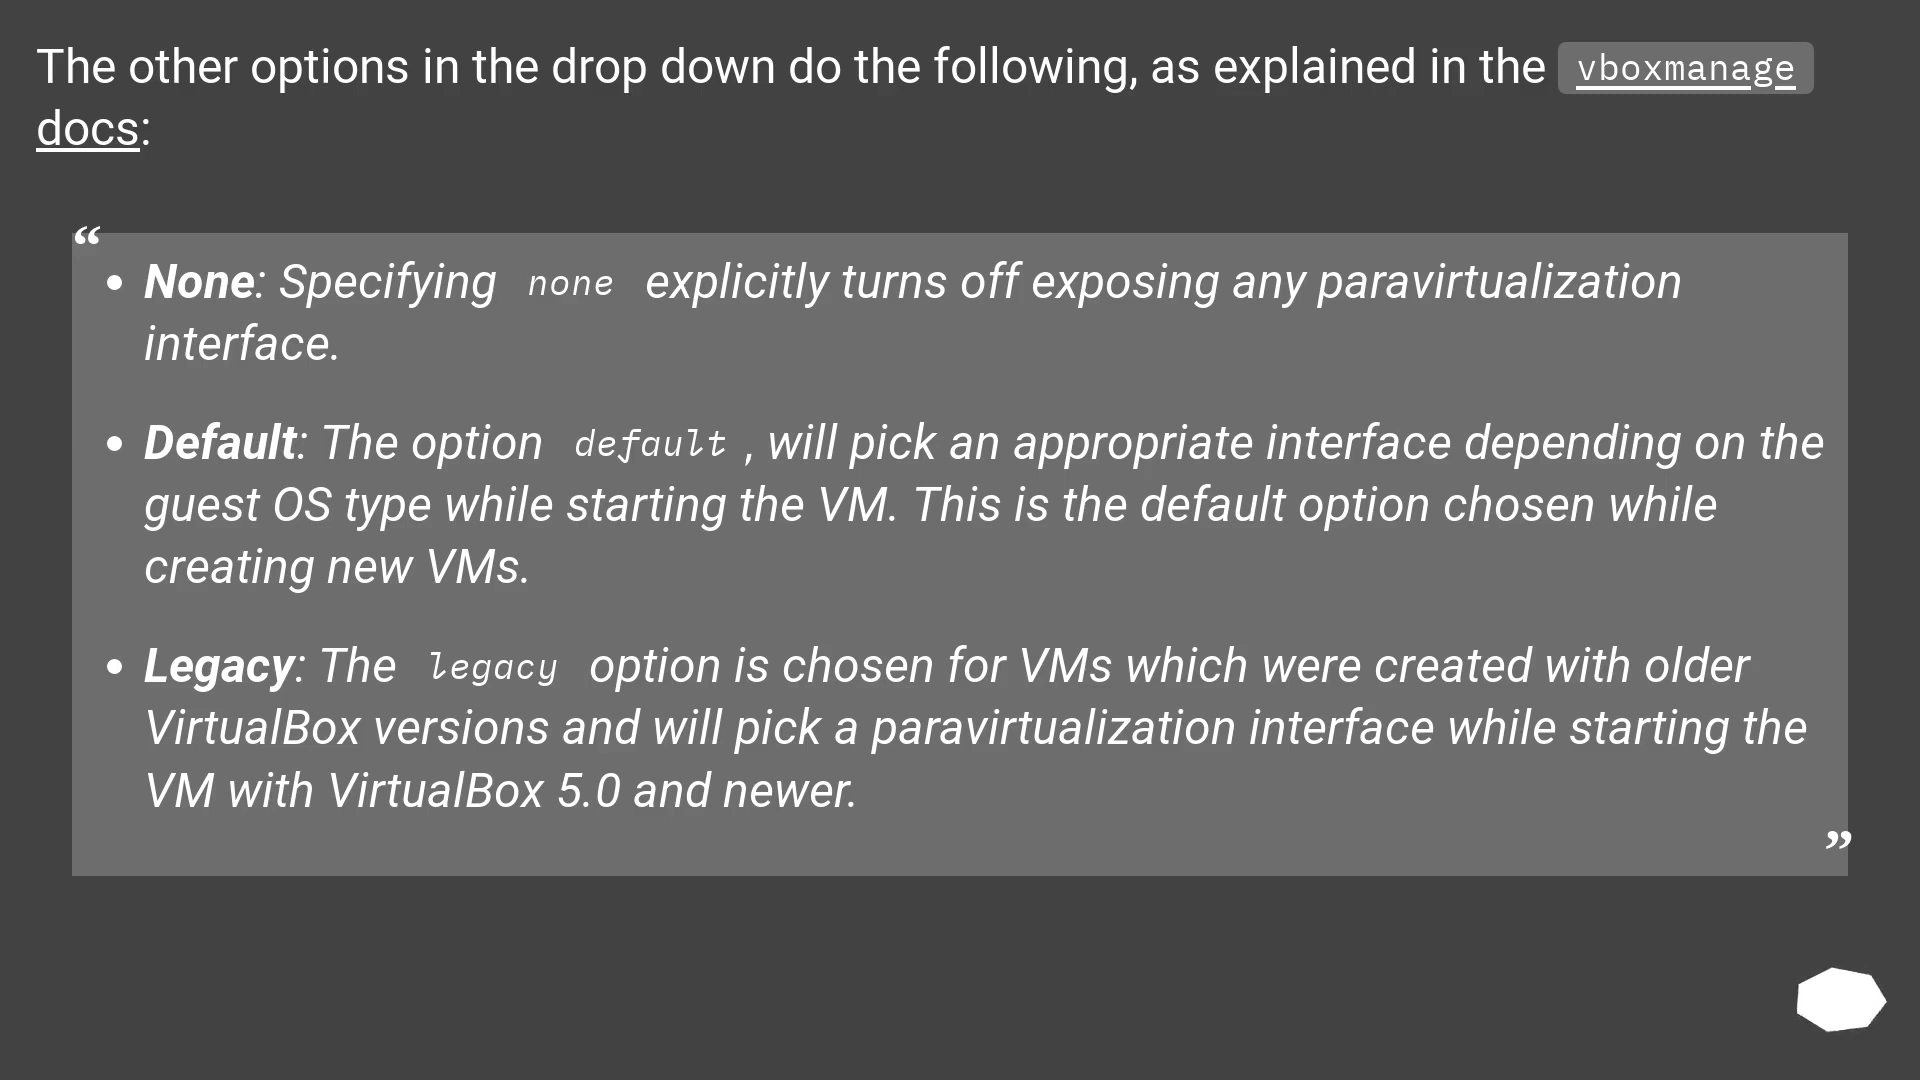 The other options in the drop down do the following, as explained in the vboxmanage
docs:
“
• None: Specifying none explicitly turns off exposing any paravirtualization
interface.
• Default: The option default , will pick an appropriate interface depending on the
guest OS type while starting the VM. This is the default option chosen while
creating new VMs.
• Legacy: The legacy option is chosen for VMs which were created with older
VirtualBox versions and will pick a paravirtualization interface while starting the
VM with VirtualBox 5.0 and newer.
”